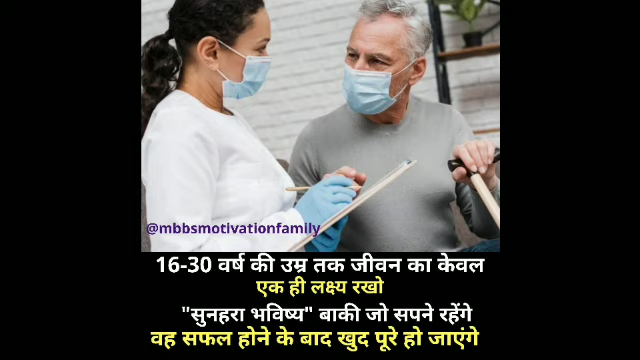 @mbbsmotivationfamily
16-30 वर्ष की उम्र तक जीवन का केवल
एक ही लक्ष्य रखो
"सुनहरा भविष्य" बाकी जो सपने रहेंगे
वह सफल होने के बाद खुद पूरे हो जाएंगे